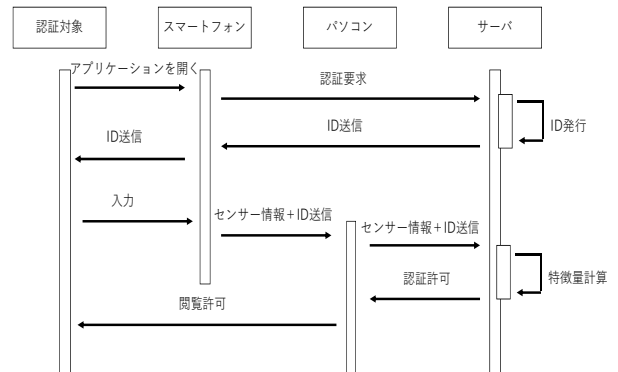 認証対象
スマートフォン
パソコン
サーバ
アプリケーションを開く
認証要求
ID発行
ID送信
ID送信
入力
センサー情報+ID送信
センサー情報+ID送信
特徴量計算
認証許可
閲覧許可